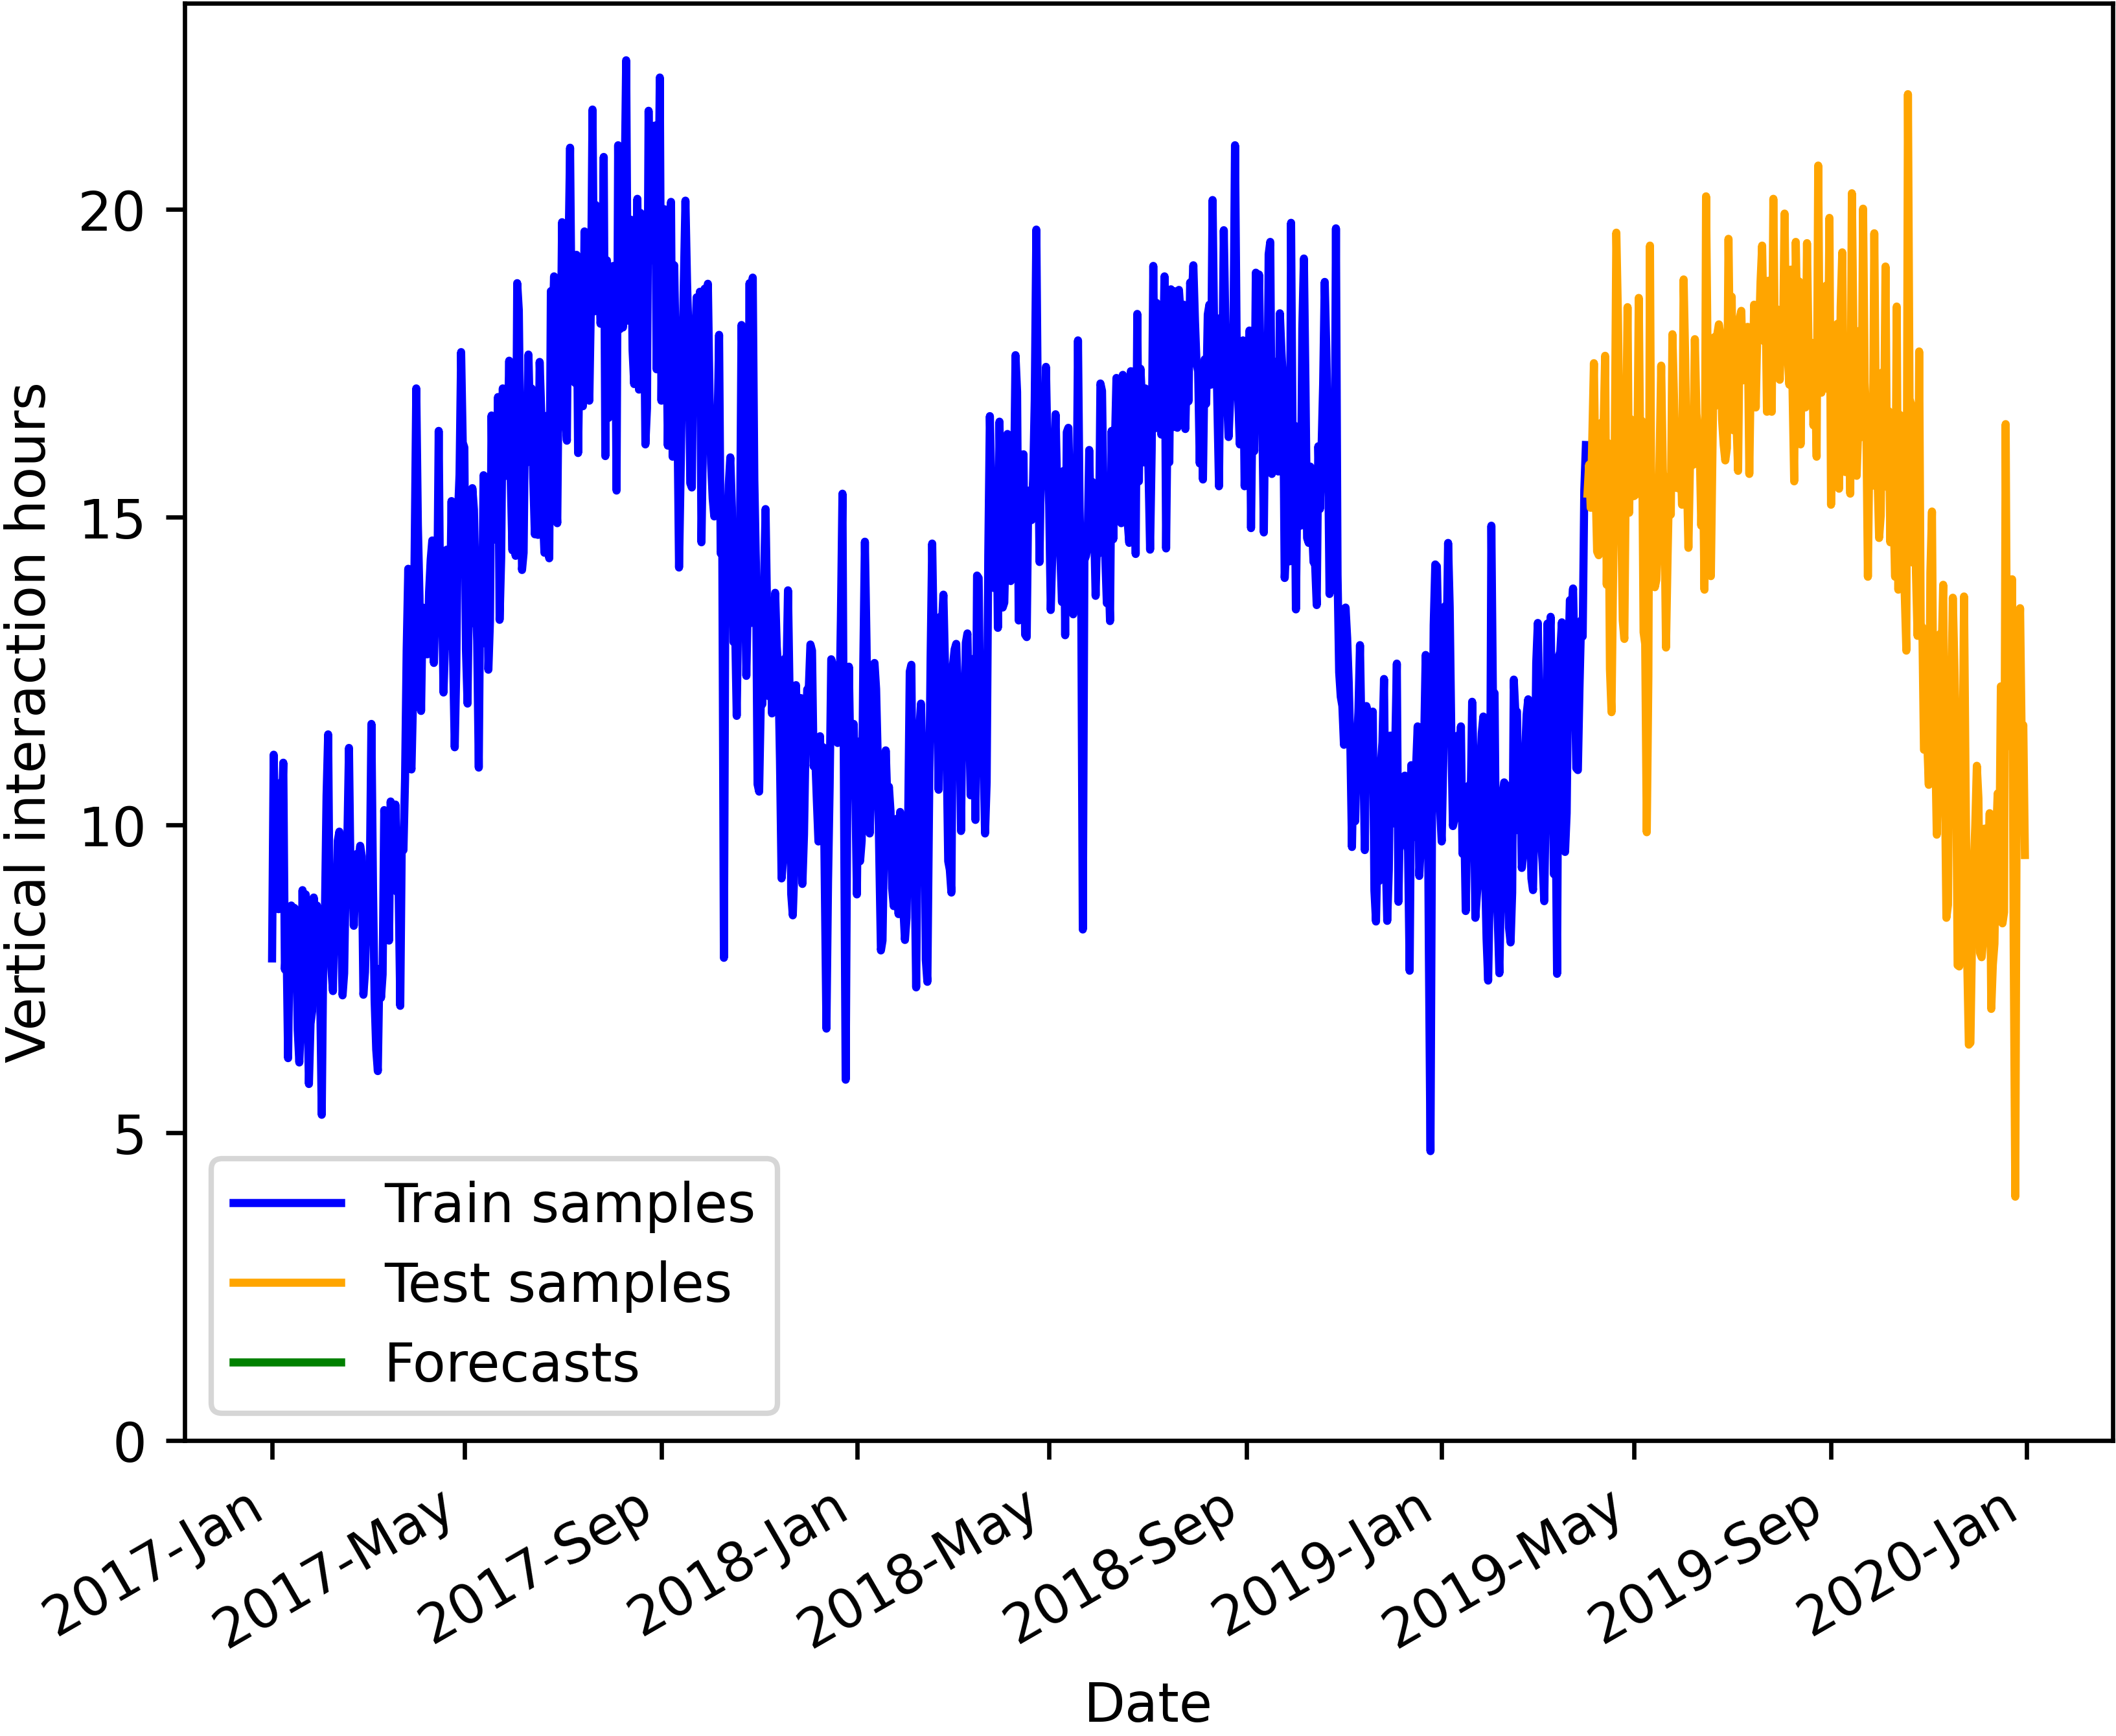 Vertical interaction hours
20
15
10
5
0
Train samples
Test samples
Forecasts
2017-Jan
2017-May
2017-Sep
2018-Jan
2018-May
2018-Sep
2019-Jan
2019-May
2019-Sep
2020-Jan
Date